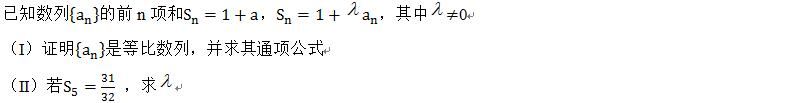 已知数列{aₙ}的前 n 项和Sₙ = 1 + a，Sₙ = 1 + λaₙ，其中λ≠0↵
（I）证明{aₙ}是等比数列，并求其通项公式↵
（II）若S₅ = 31/32 ，求λ↵